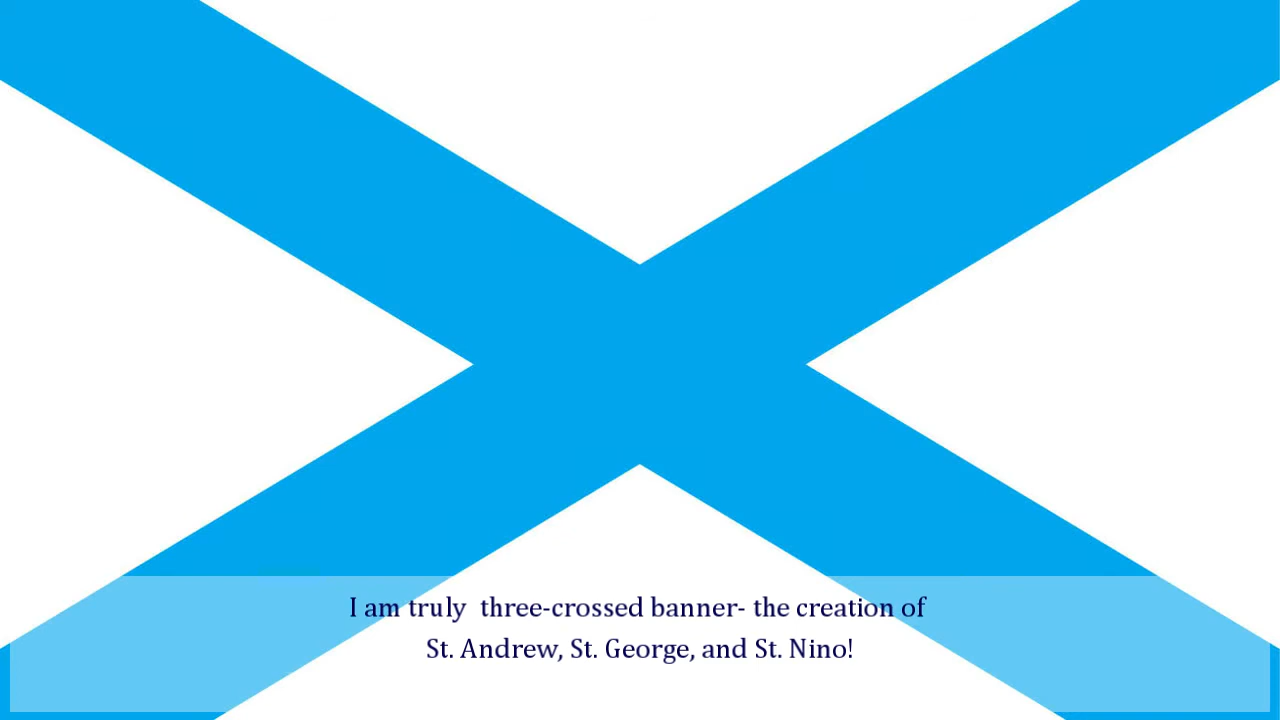 I am truly  three-crossed banner- the creation of
St. Andrew, St. George, and St. Nino!